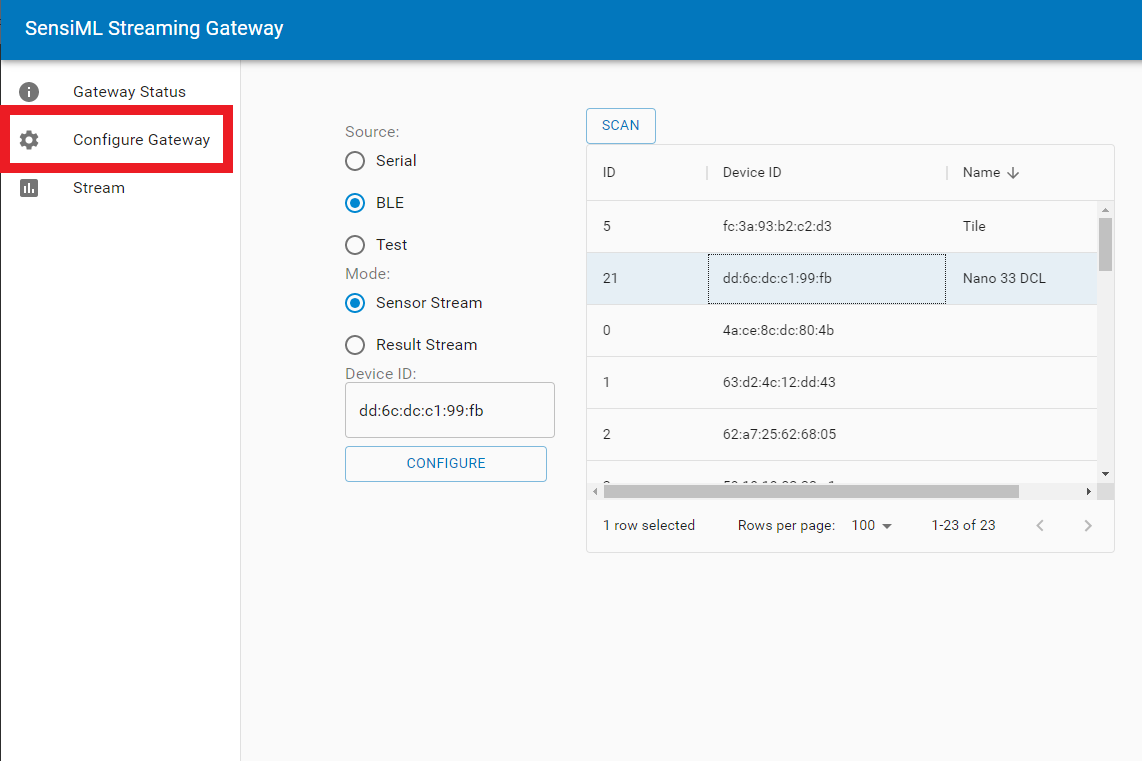 SensiML Streaming Gateway
Gateway Status
Configure Gateway
Stream
Source:
Serial
BLE
Test
Mode:
Sensor Stream
Result Stream
Device ID:
dd:6c:dc:c1:99:fb
CONFIGURE
SCAN
ID Device ID Name
5 fc:3a:93:b2:c2:d3 Tile
21 dd:6c:dc:c1:99:fb Nano 33 DCL
0 4a:ce:8c:dc:80:4b
1 63:d2:4c:12:dd:43
2 62:a7:25:62:68:05
1 row selected Rows per page: 100 1-23 of 23